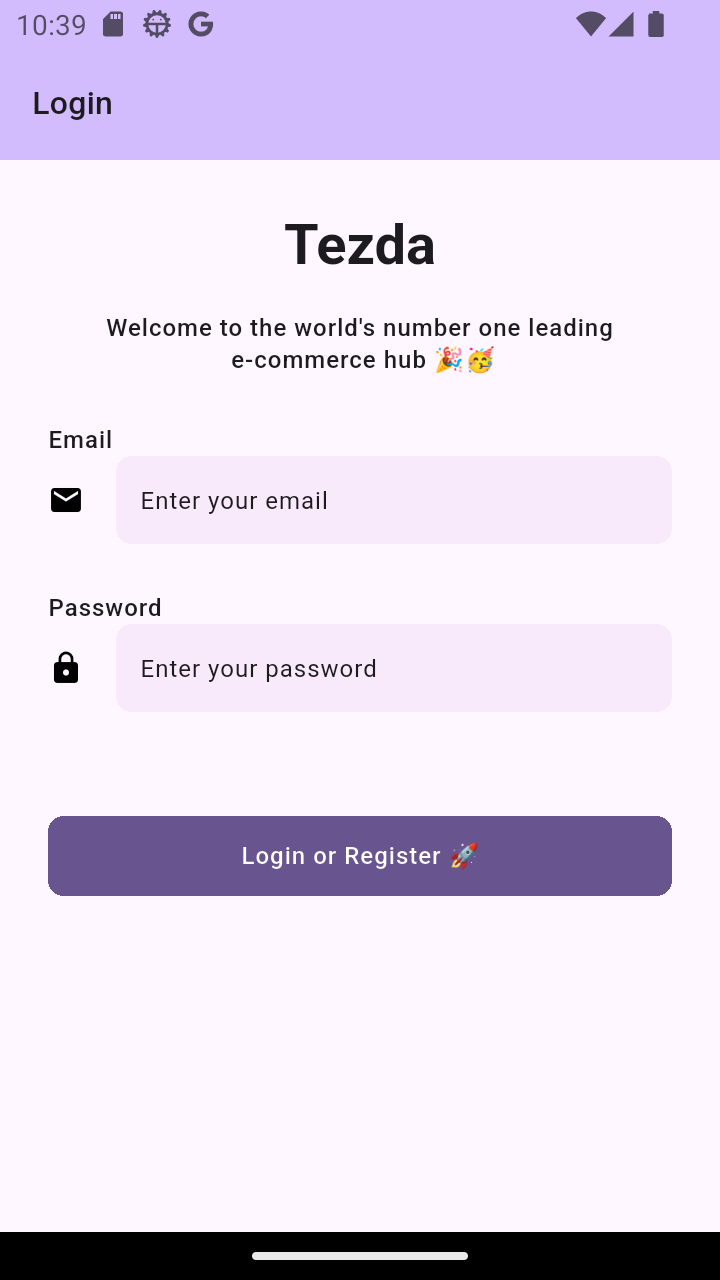 10:39
Login
Tezda
Welcome to the world's number one leading
e-commerce hub 🎉🥳
Email
Enter your email
Password
Enter your password
Login or Register 🚀